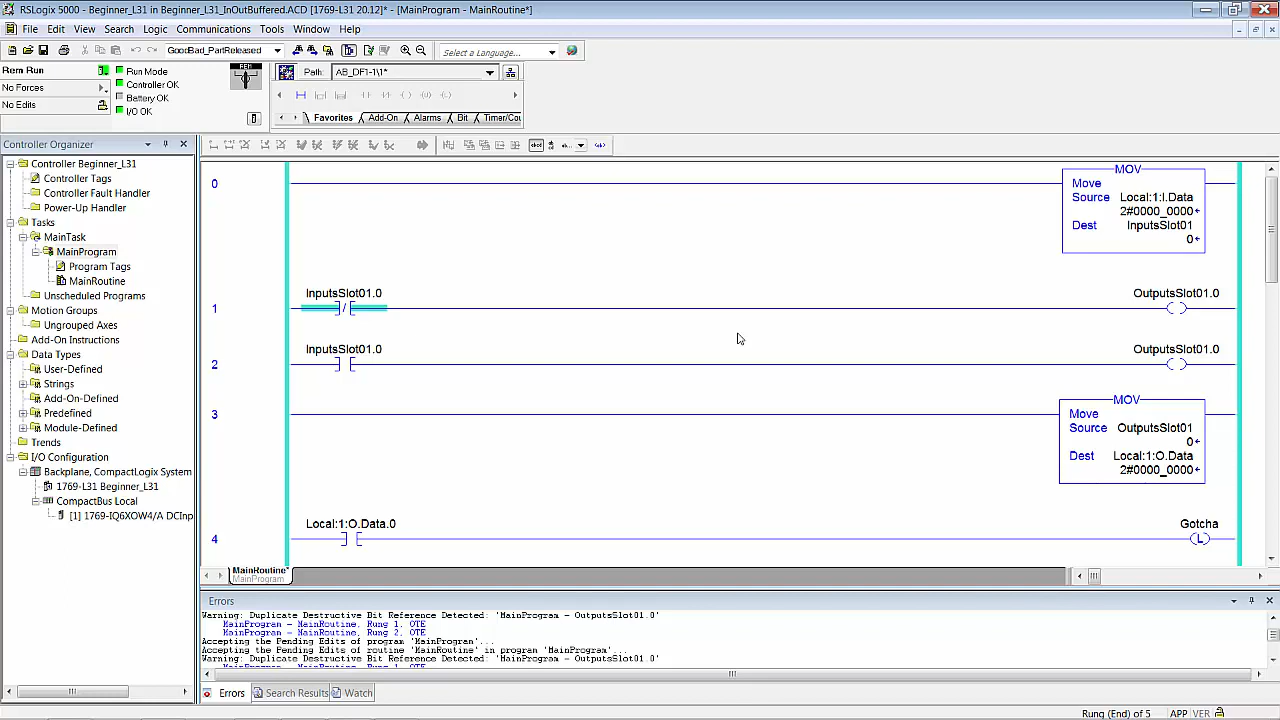 RSLogix 5000 - Beginner_L31 in Beginner_L31_InOutBuffered.ACD [1769-L31 20.12]* - [MainProgram - MainRoutine*]
File Edit View Search Logic Communications Tools Window Help
GoodBad_PartReleased
Select a Language...
Rem Run
No Forces
No Edits
Run Mode
Controller OK
Battery OK
I/O OK
REM
Path: AB_DF1-1\1*
Favorites Add-On Alarms Bit Timer/Cou
Controller Organizer
Controller Beginner_L31
Controller Tags
Controller Fault Handler
Power-Up Handler
Tasks
MainTask
MainProgram
Program Tags
MainRoutine
Unscheduled Programs
Motion Groups
Ungrouped Axes
Add-On Instructions
Data Types
User-Defined
Strings
Add-On-Defined
Predefined
Module-Defined
Trends
I/O Configuration
Backplane, CompactLogix System
1769-L31 Beginner_L31
CompactBus Local
[1] 1769-IQ6XOW4/A DCInp
0
MOV
Move
Source Local:1:I.Data
2#0000_0000
Dest InputsSlot01
0
InputsSlot01.0 OutputsSlot01.0
1
InputsSlot01.0 OutputsSlot01.0
2
3
MOV
Move
Source OutputsSlot01
0
Dest Local:1:O.Data
2#0000_0000
Local:1:O.Data.0 Gotcha
4 L
MainRoutine*
MainProgram
Errors
Warning: Duplicate Destructive Bit Reference Detected: 'MainProgram - OutputsSlot01.0'
MainProgram - MainRoutine, Rung 1, OTE
MainProgram - MainRoutine, Rung 2, OTE
Accepting the Pending Edits of program 'MainProgram'...
Accepting the Pending Edits of routine 'MainRoutine' in program 'MainProgram'...
Warning: Duplicate Destructive Bit Reference Detected: 'MainProgram - OutputsSlot01.0'
MainProgram - MainRoutine, Rung 1, OTE
Errors Search Results Watch
Rung (End) of 5 APP VER